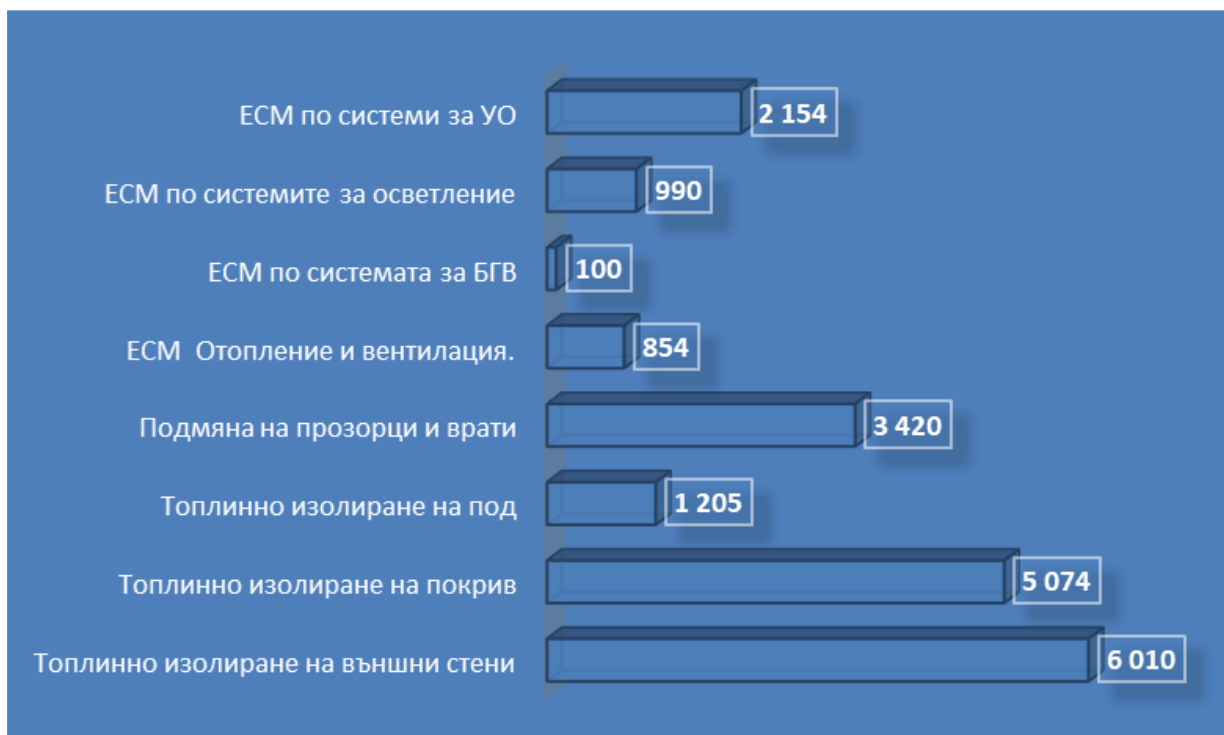 ЕСМ по системи за УО 2 154
ЕСМ по системите за осветление 990
ЕСМ по системата за БГВ 100
ЕСМ Отопление и вентилация. 854
Подмяна на прозорци и врати 3 420
Топлинно изолиране на под 1 205
Топлинно изолиране на покрив 5 074
Топлинно изолиране на външни стени 6 010